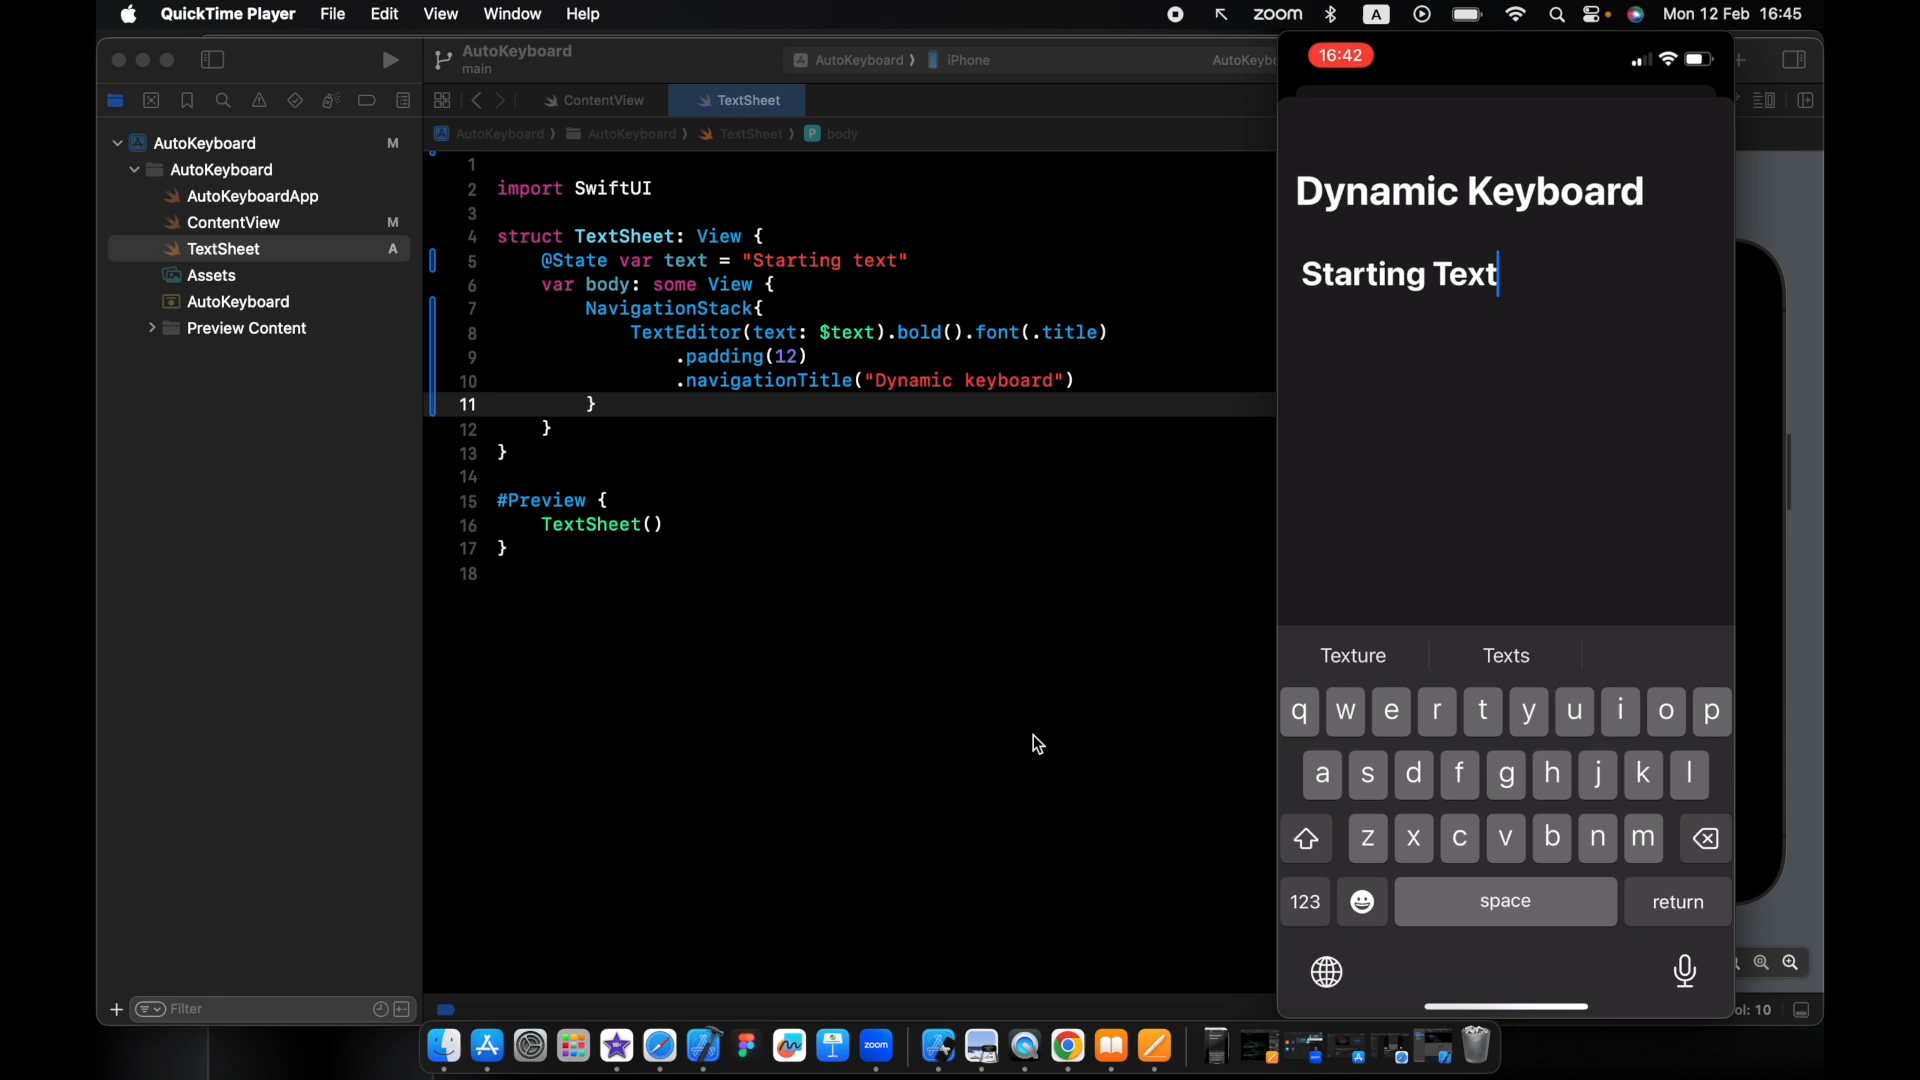 QuickTime Player File Edit View Window Help
zoom A Mon 12 Feb 16:45
AutoKeyboard
main
AutoKeyboard ⟩ iPhone
AutoKeybo
ContentView
TextSheet
AutoKeyboard ⟩ AutoKeyboard ⟩ TextSheet ⟩ P body
AutoKeyboard M
AutoKeyboard
AutoKeyboardApp
ContentView M
TextSheet A
Assets
AutoKeyboard
Preview Content
Filter
1
2 import SwiftUI
3
4 struct TextSheet: View {
5 @State var text = "Starting text"
6 var body: some View {
7 NavigationStack{
8 TextEditor(text: $text).bold().font(.title)
9 .padding(12)
10 .navigationTitle("Dynamic keyboard")
11 }
12 }
13 }
14
15 #Preview {
16 TextSheet()
17 }
18
16:42
Dynamic Keyboard
Starting Text
Texture Texts
q w e r t y u i o p
a s d f g h j k l
z x c v b n m
123 space return
ol: 10
zoom